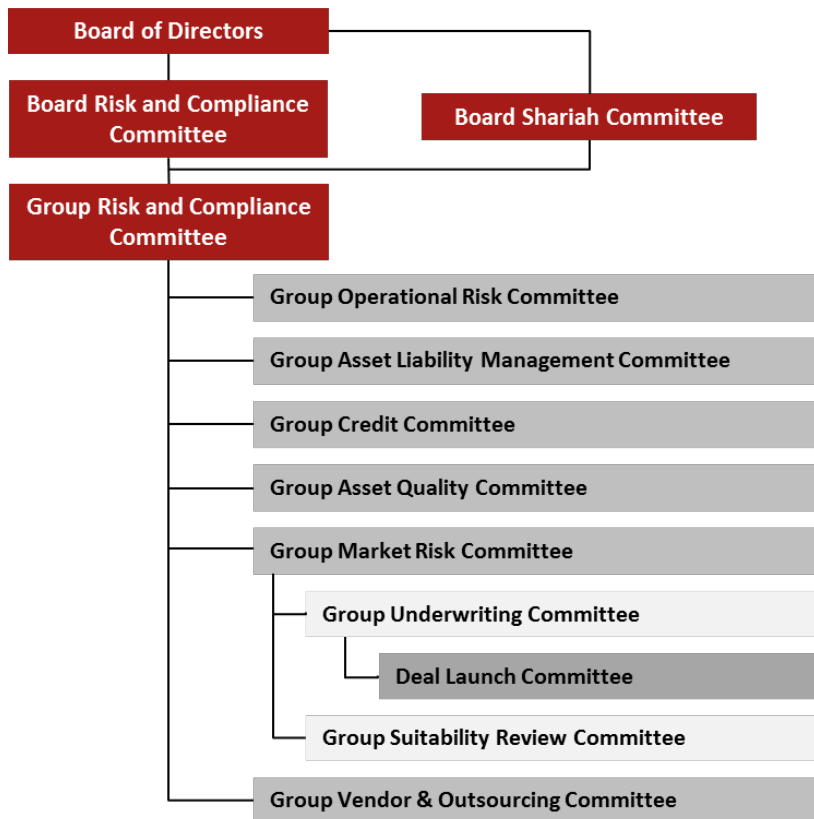 Board of Directors
Board Risk and Compliance
Committee
Board Shariah Committee
Group Risk and Compliance
Committee
Group Operational Risk Committee
Group Asset Liability Management Committee
Group Credit Committee
Group Asset Quality Committee
Group Market Risk Committee
Group Underwriting Committee
Deal Launch Committee
Group Suitability Review Committee
Group Vendor & Outsourcing Committee